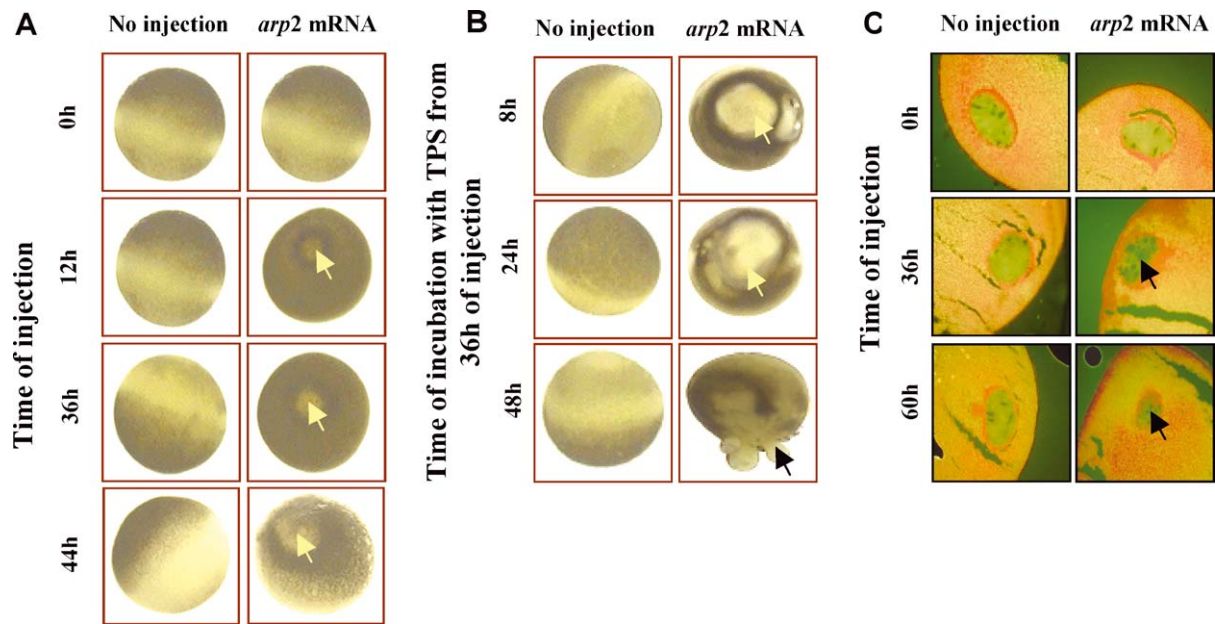 A
No injection
arp2 mRNA
Time of injection
0h
12h
36h
44h
B
No injection
arp2 mRNA
Time of incubation with TPS from
36h of injection
8h
24h
48h
C
No injection
arp2 mRNA
Time of injection
0h
36h
60h